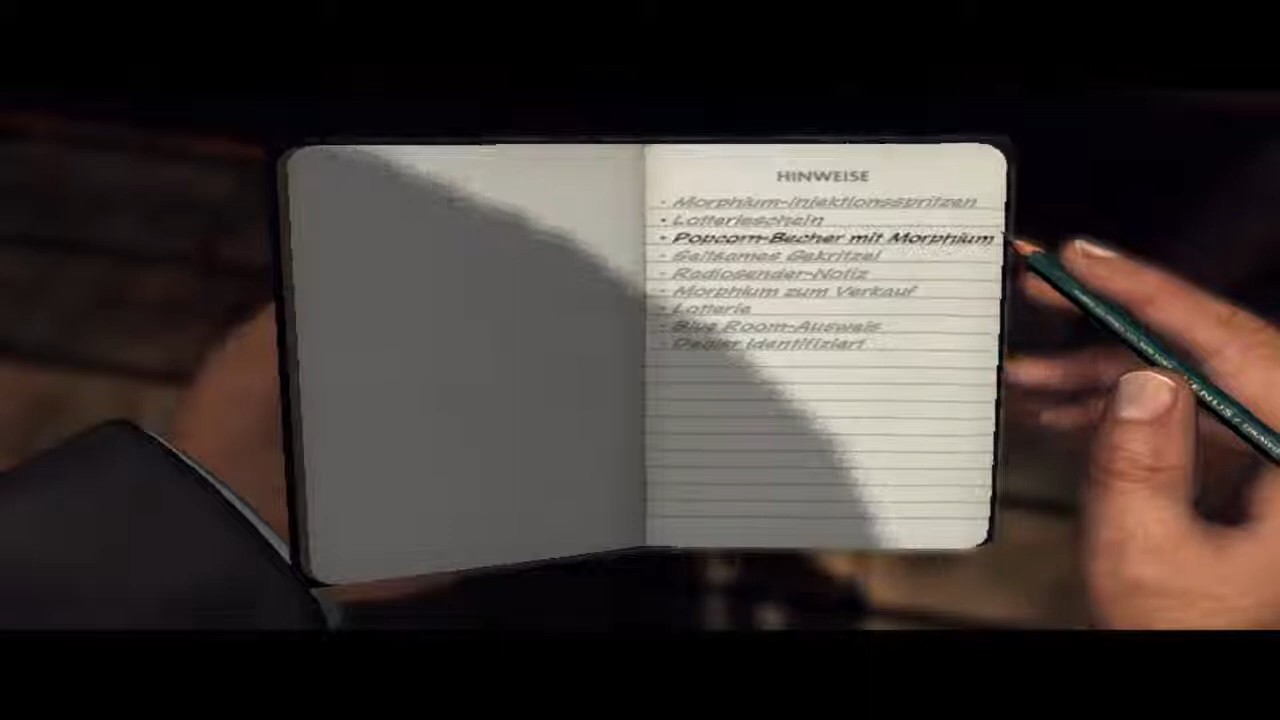 HINWEISE
• Morphium-Injektionsspritzen
• Lotterieschein
• Popcorn-Becher mit Morphium
• Seltsames Gekritzel
• Radiosender-Notiz
• Morphium zum Verkauf
• Lotterie
• Blue Room-Ausweis
• Dealer identifiziert
VENUS